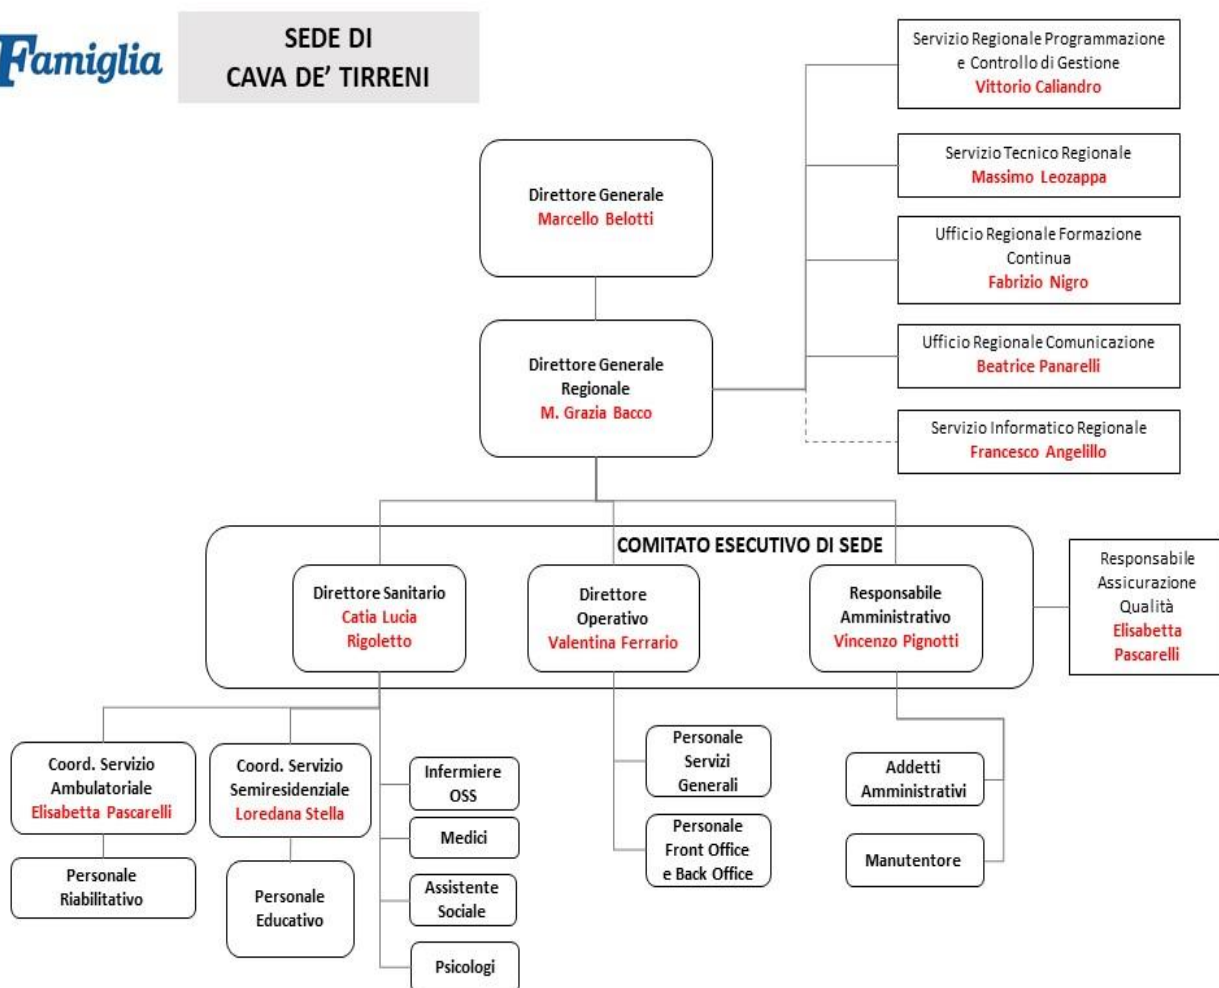 Famiglia
SEDE DI
CAVA DE' TIRRENI
Servizio Regionale Programmazione
e Controllo di Gestione
Vittorio Caliandro
Servizio Tecnico Regionale
Massimo Leozappa
Ufficio Regionale Formazione
Continua
Fabrizio Nigro
Ufficio Regionale Comunicazione
Beatrice Panarelli
Servizio Informatico Regionale
Francesco Angelillo
Direttore Generale
Marcello Belotti
Direttore Generale
Regionale
M. Grazia Bacco
COMITATO ESECUTIVO DI SEDE
Direttore Sanitario
Catia Lucia
Rigoletto
Direttore
Operativo
Valentina Ferrario
Responsabile
Amministrativo
Vincenzo Pignotti
Responsabile
Assicurazione
Qualità
Elisabetta
Pascarelli
Coord. Servizio
Ambulatoriale
Elisabetta Pascarelli
Personale
Riabilitativo
Coord. Servizio
Semiresidenziale
Loredana Stella
Personale
Educativo
Infermiere
OSS
Medici
Assistente
Sociale
Psicologi
Personale
Servizi
Generali
Personale
Front Office
e Back Office
Addetti
Amministrativi
Manutentore